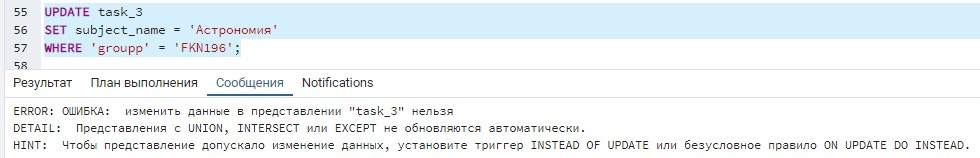 55 UPDATE task_3
56 SET subject_name = 'Астрономия'
57 WHERE 'groupp' = 'FKN196';
58
Результат План выполнения Сообщения Notifications
ERROR: ОШИБКА:  изменить данные в представлении "task_3" нельзя
DETAIL:  Представления с UNION, INTERSECT или EXCEPT не обновляются автоматически.
HINT:  Чтобы представление допускало изменение данных, установите триггер INSTEAD OF UPDATE или безусловное правило ON UPDATE DO INSTEAD.